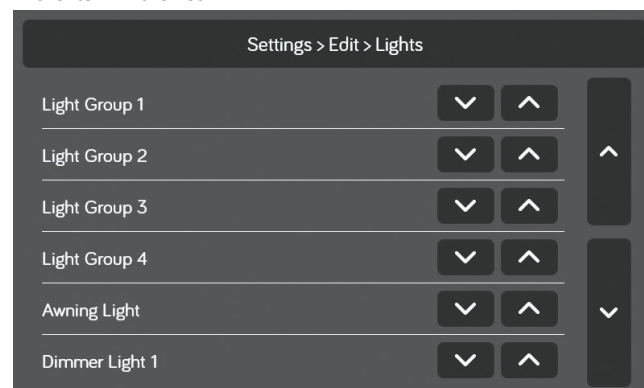 Settings > Edit > Lights
Light Group 1
Light Group 2
Light Group 3
Light Group 4
Awning Light
Dimmer Light 1